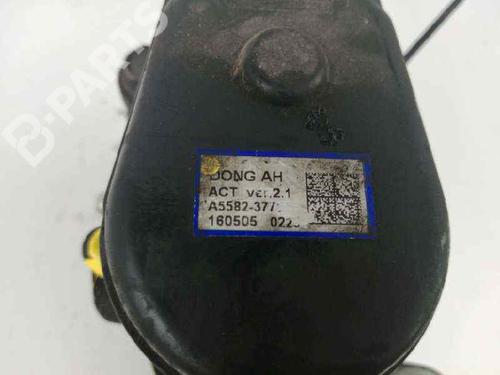 DONG AH
ACT ver.2.1
A5582-377
160505 022
B-PARTS